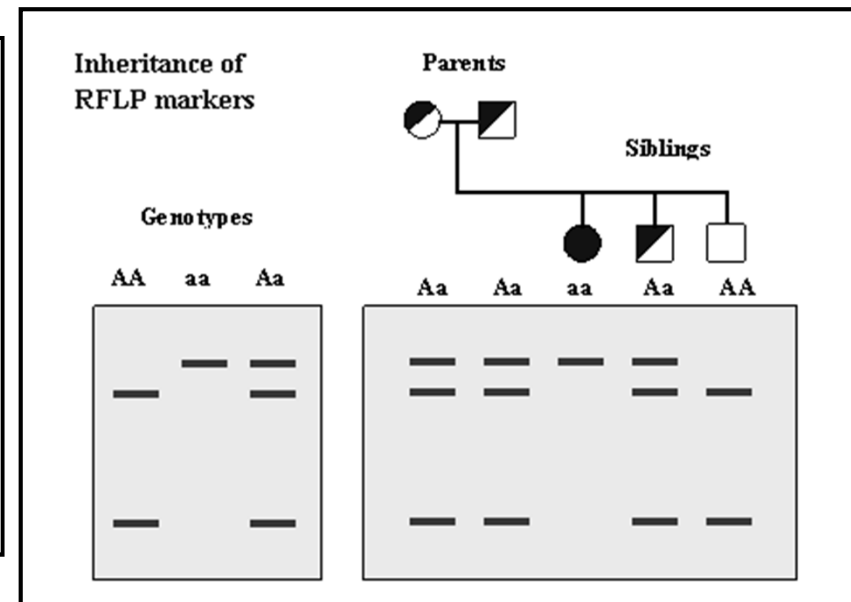 Inheritance of
RFLP markers
Parents
Siblings
Genotypes
AA aa Aa
Aa Aa aa Aa AA